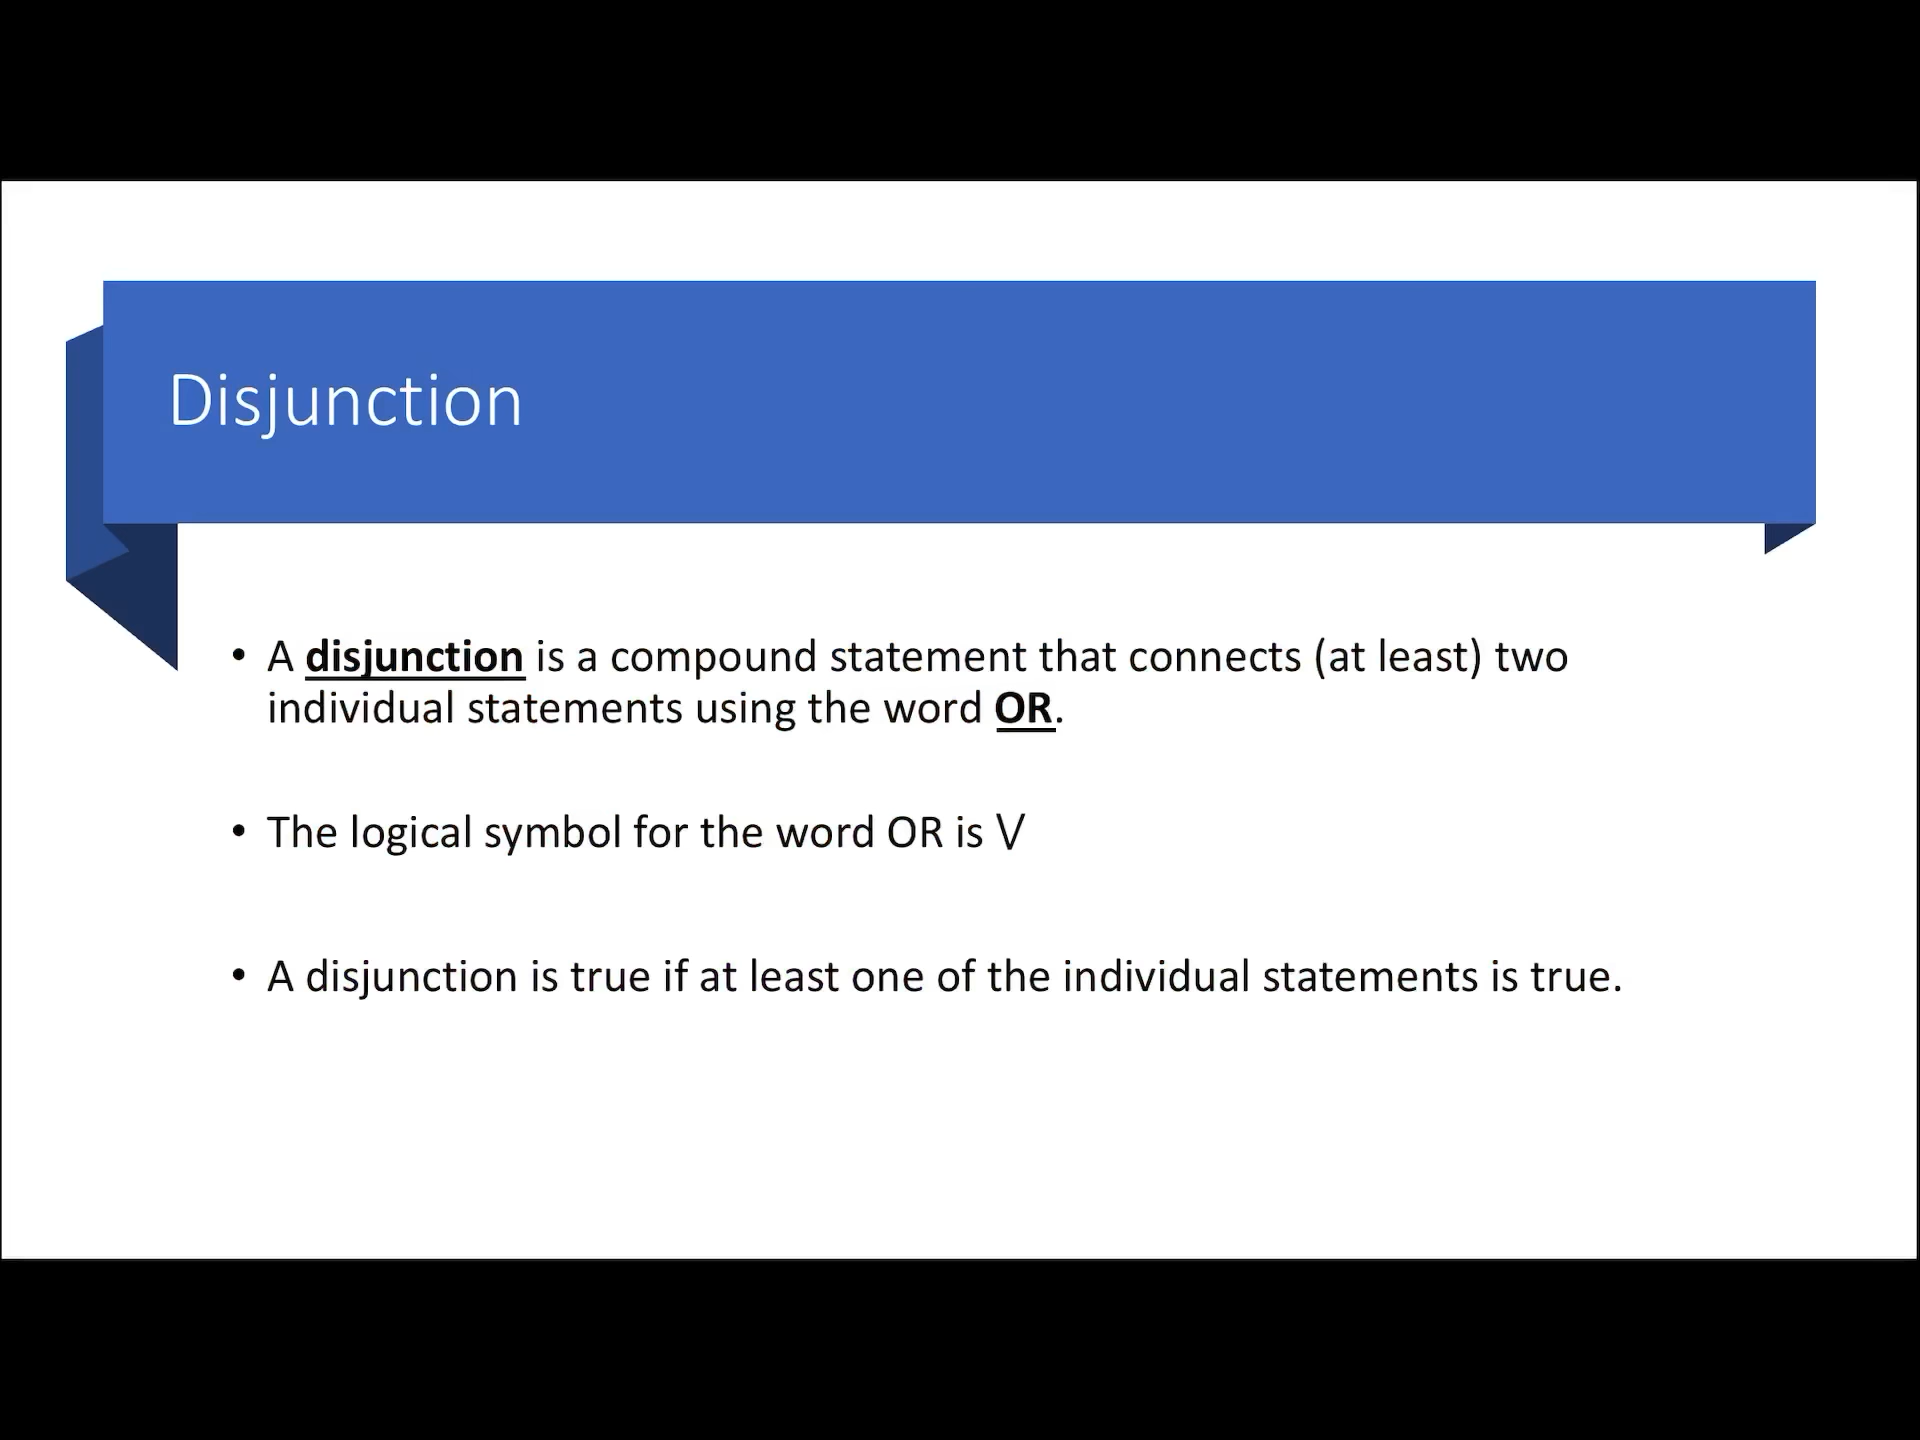 Disjunction
• A disjunction is a compound statement that connects (at least) two
individual statements using the word OR.
• The logical symbol for the word OR is ∨
• A disjunction is true if at least one of the individual statements is true.